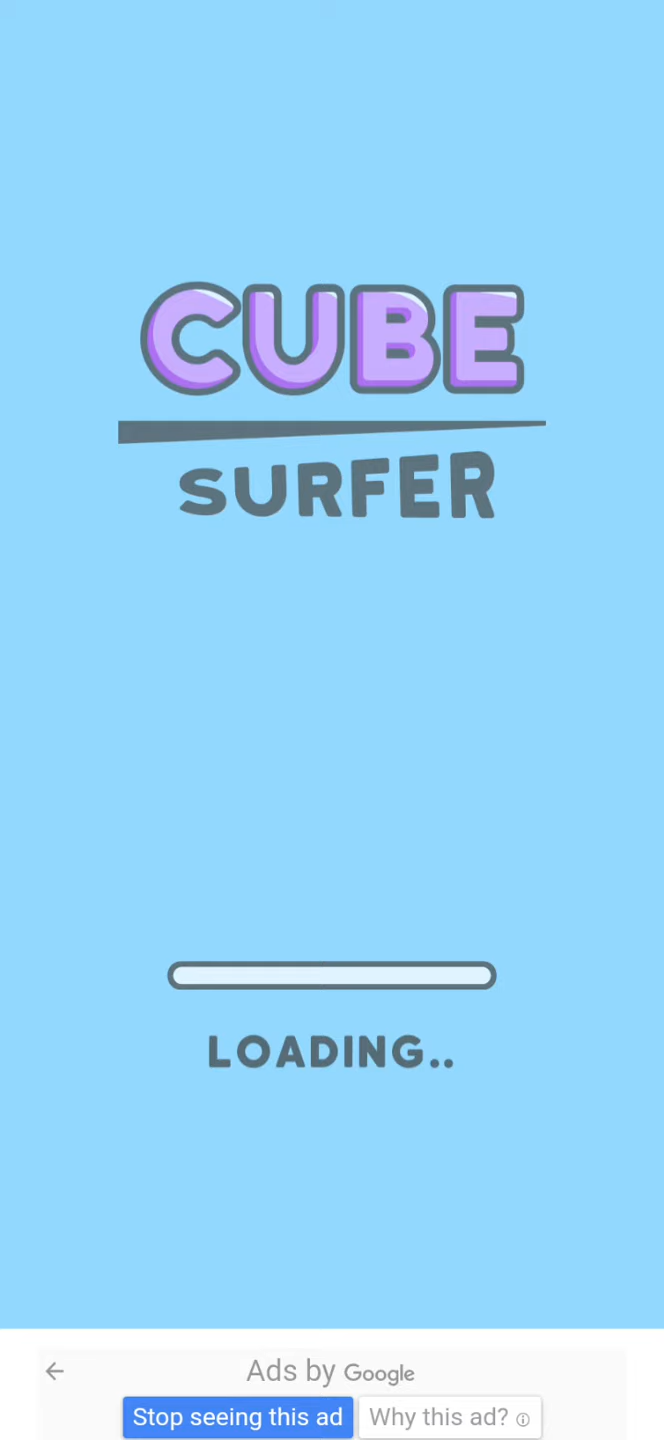 CUBE
SURFER
LOADING..
Ads by Google
Stop seeing this ad
Why this ad?